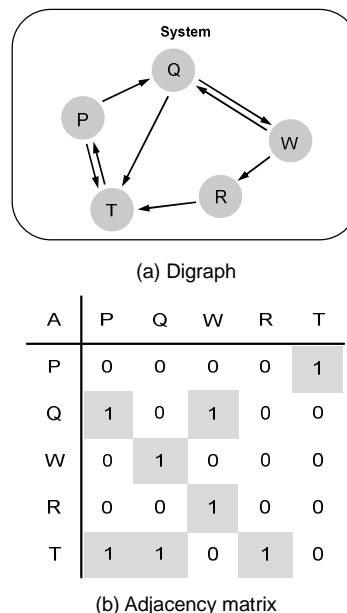 System
Q
P
W
R
T
(a) Digraph
A P Q W R T
P 0 0 0 0 1
Q 1 0 1 0 0
W 0 1 0 0 0
R 0 0 1 0 0
T 1 1 0 1 0
(b) Adjacency matrix